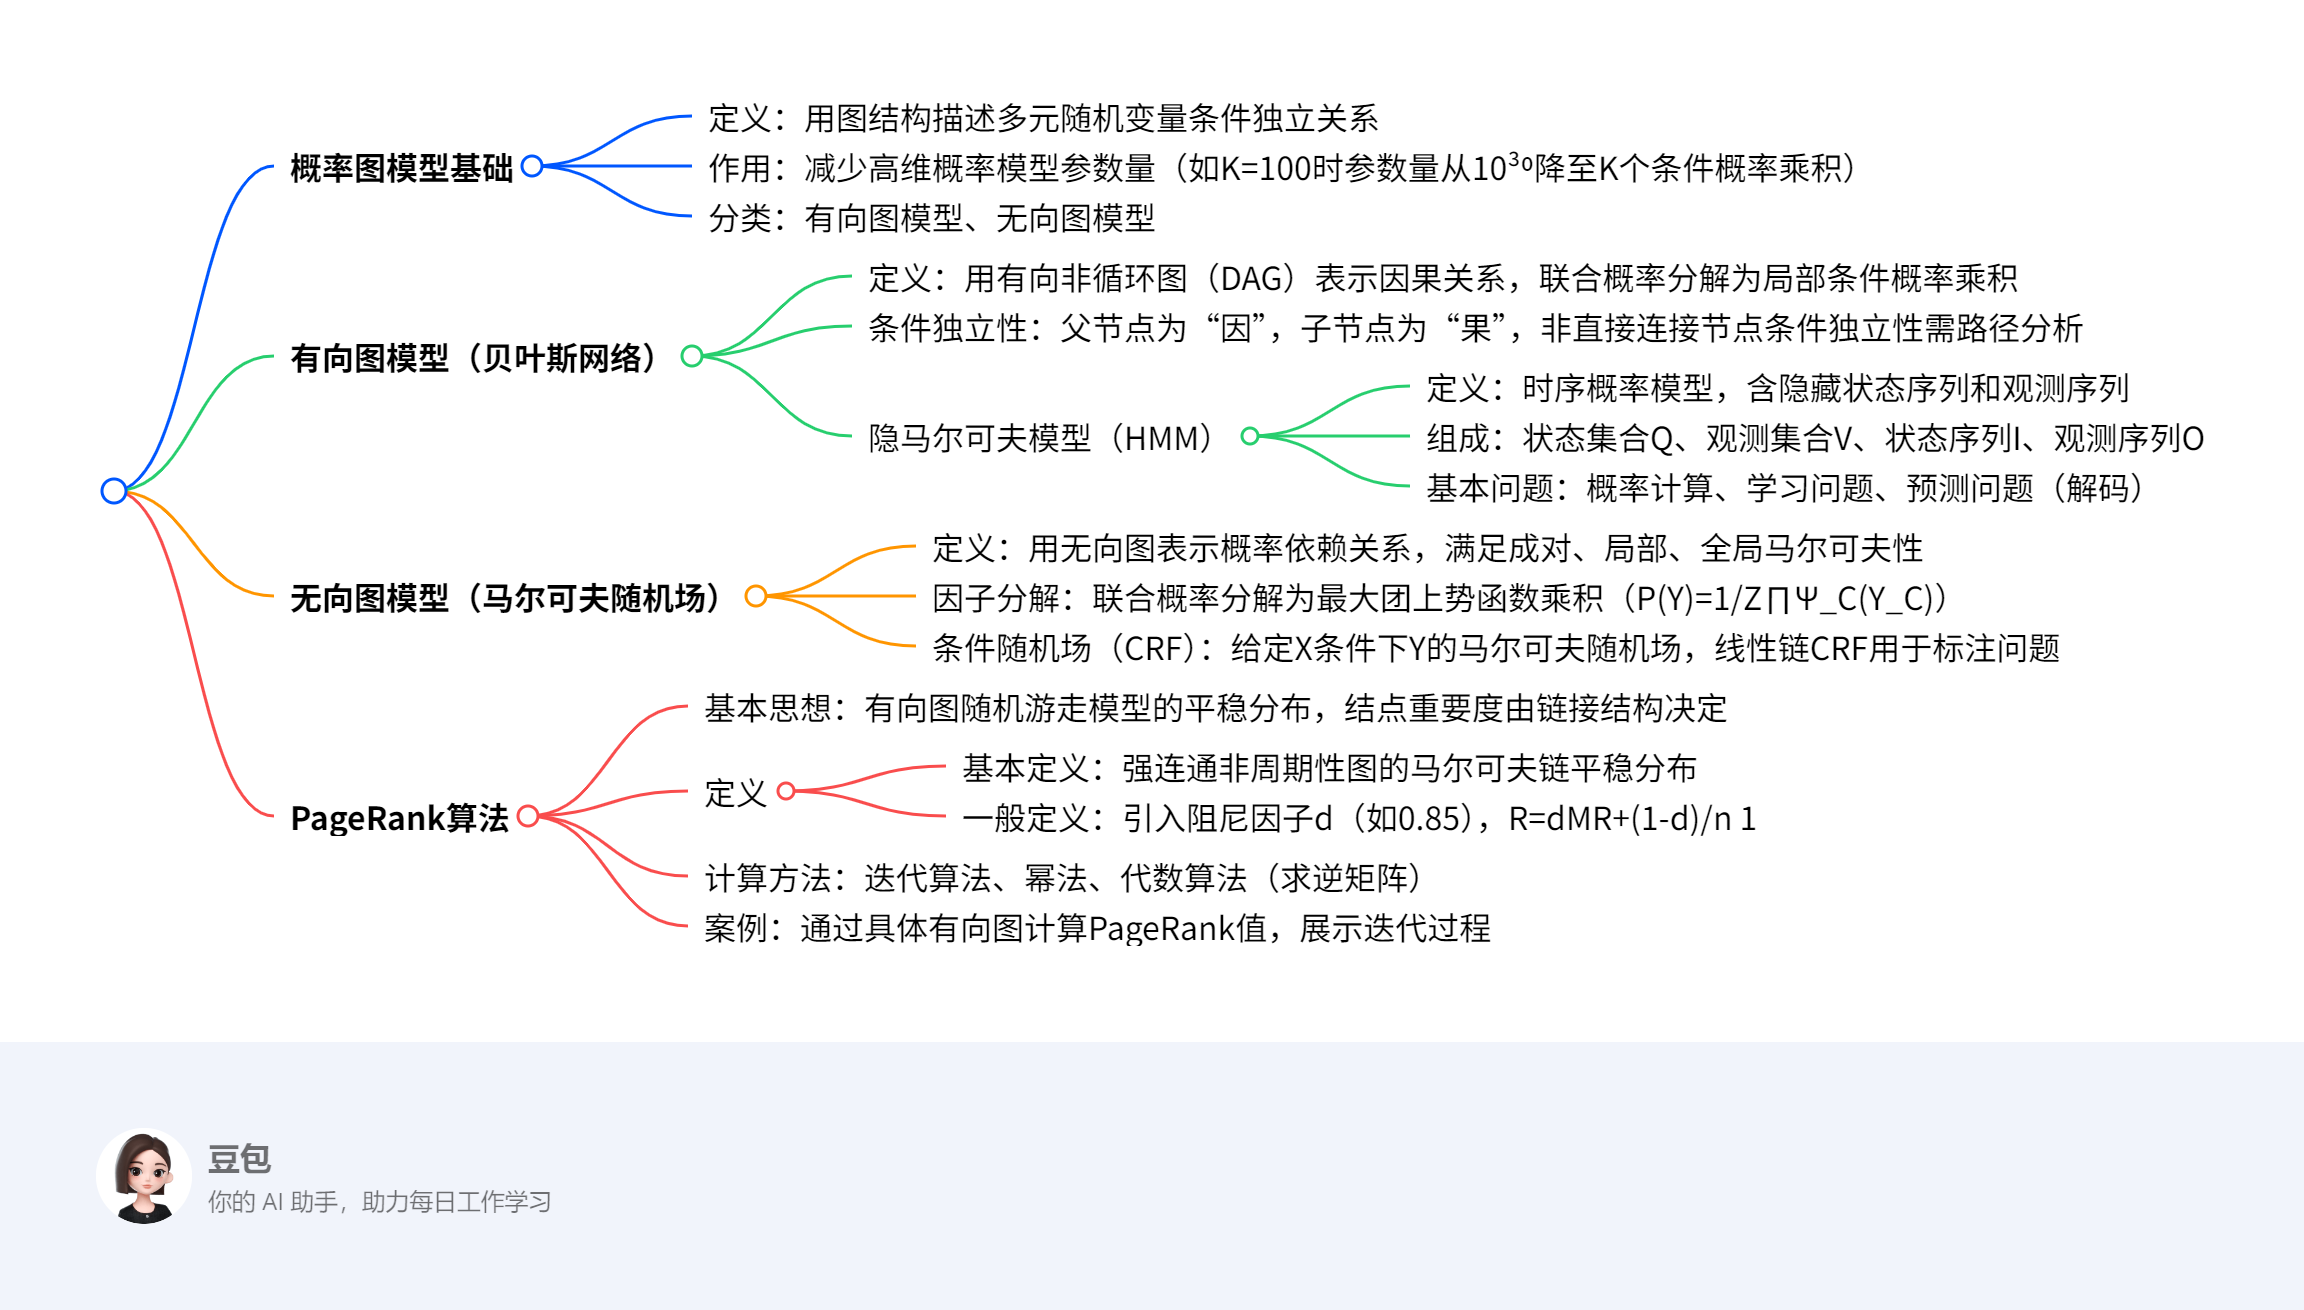 概率图模型基础
定义：用图结构描述多元随机变量条件独立关系
作用：减少高维概率模型参数量（如K=100时参数量从10³⁰降至K个条件概率乘积）
分类：有向图模型、无向图模型
有向图模型（贝叶斯网络）
定义：用有向非循环图（DAG）表示因果关系，联合概率分解为局部条件概率乘积
条件独立性：父节点为“因”，子节点为“果”，非直接连接节点条件独立性需路径分析
隐马尔可夫模型（HMM）
定义：时序概率模型，含隐藏状态序列和观测序列
组成：状态集合Q、观测集合V、状态序列I、观测序列O
基本问题：概率计算、学习问题、预测问题（解码）
无向图模型（马尔可夫随机场）
定义：用无向图表示概率依赖关系，满足成对、局部、全局马尔可夫性
因子分解：联合概率分解为最大团上势函数乘积（P(Y)=1/Z∏Ψ_C(Y_C)）
条件随机场（CRF）：给定X条件下Y的马尔可夫随机场，线性链CRF用于标注问题
PageRank算法
基本思想：有向图随机游走模型的平稳分布，结点重要度由链接结构决定
定义
基本定义：强连通非周期性图的马尔可夫链平稳分布
一般定义：引入阻尼因子d（如0.85），R=dMR+(1-d)/n 1
计算方法：迭代算法、幂法、代数算法（求逆矩阵）
案例：通过具体有向图计算PageRank值，展示迭代过程
豆包
你的 AI 助手，助力每日工作学习